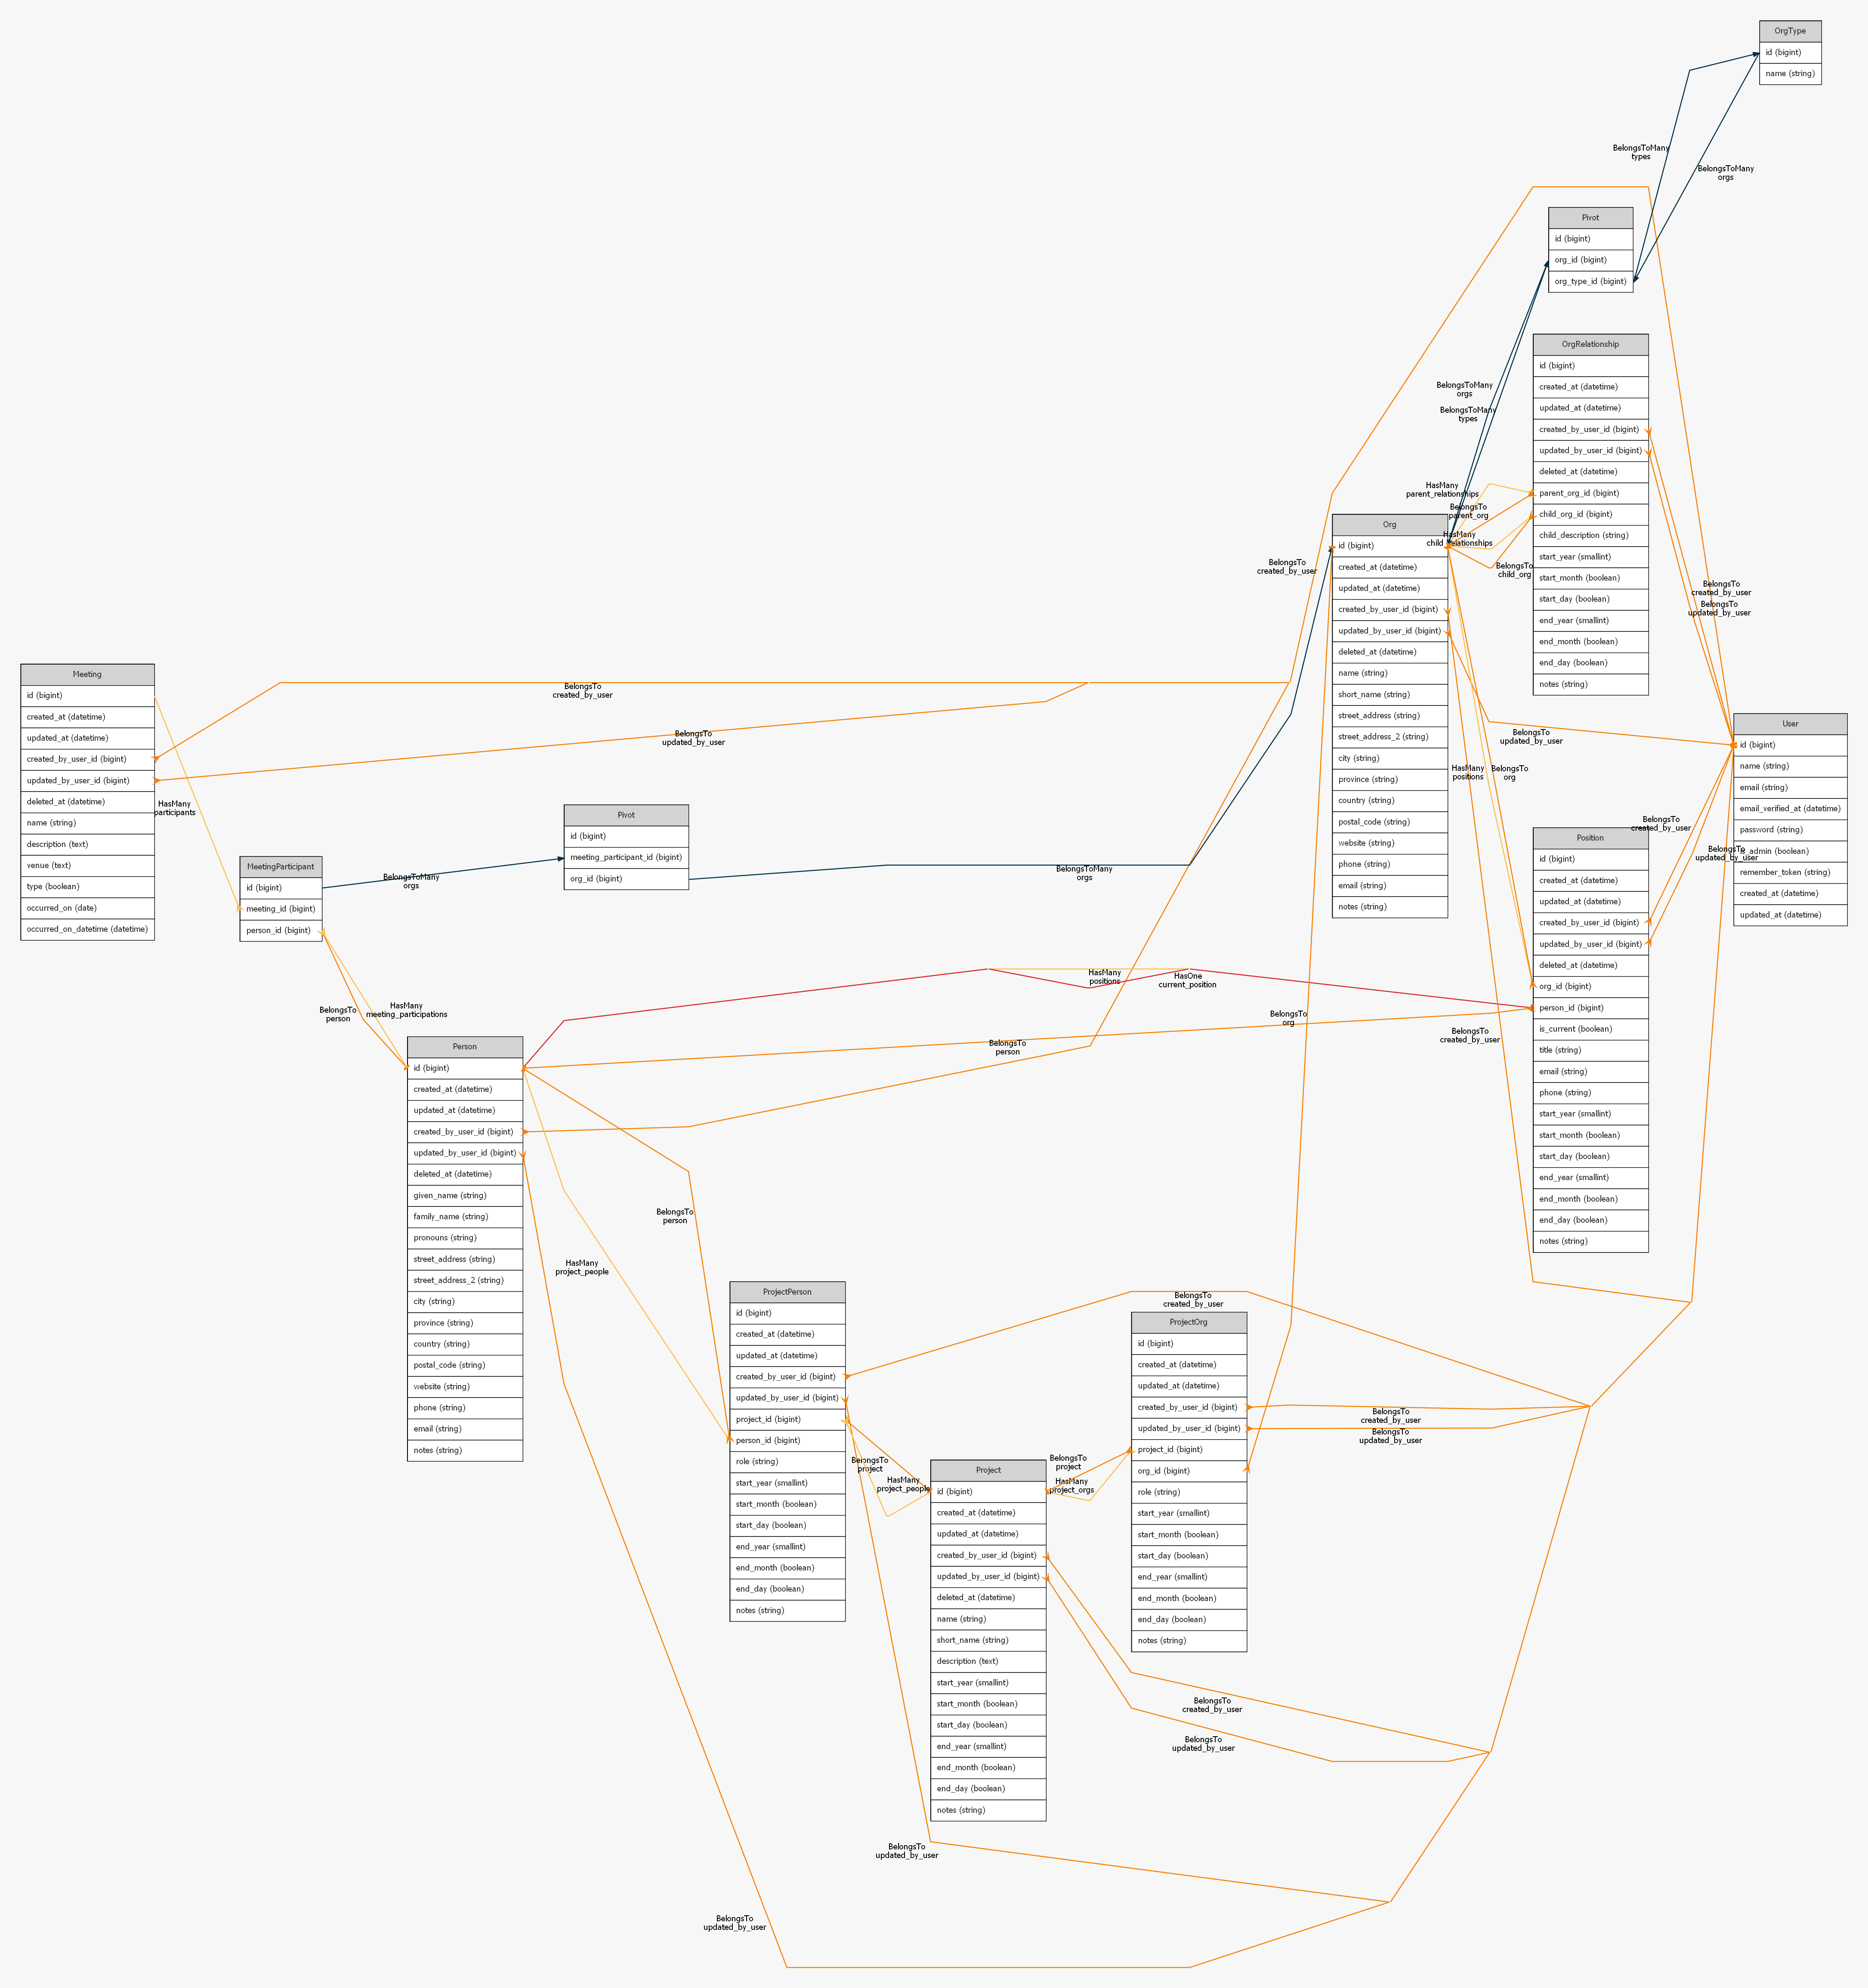 OrgType
id (bigint)
name (string)
BelongsToMany
types
BelongsToMany
orgs
Pivot
id (bigint)
org_id (bigint)
org_type_id (bigint)
OrgRelationship
id (bigint)
created_at (datetime)
updated_at (datetime)
created_by_user_id (bigint)
updated_by_user_id (bigint)
deleted_at (datetime)
parent_org_id (bigint)
child_org_id (bigint)
child_description (string)
start_year (smallint)
start_month (boolean)
start_day (boolean)
end_year (smallint)
end_month (boolean)
end_day (boolean)
notes (string)
BelongsToMany
orgs
BelongsToMany
types
HasMany
parent_relationships
BelongsTo
parent_org
HasMany
child_relationships
BelongsTo
child_org
BelongsTo
created_by_user
BelongsTo
created_by_user
BelongsTo
updated_by_user
Org
id (bigint)
created_at (datetime)
updated_at (datetime)
created_by_user_id (bigint)
updated_by_user_id (bigint)
deleted_at (datetime)
name (string)
short_name (string)
street_address (string)
street_address_2 (string)
city (string)
province (string)
country (string)
postal_code (string)
website (string)
phone (string)
email (string)
notes (string)
Meeting
id (bigint)
created_at (datetime)
updated_at (datetime)
created_by_user_id (bigint)
updated_by_user_id (bigint)
deleted_at (datetime)
name (string)
description (text)
venue (text)
type (boolean)
occurred_on (date)
occurred_on_datetime (datetime)
BelongsTo
created_by_user
BelongsTo
updated_by_user
HasMany
participants
User
id (bigint)
name (string)
email (string)
email_verified_at (datetime)
password (string)
is_admin (boolean)
remember_token (string)
created_at (datetime)
updated_at (datetime)
BelongsTo
updated_by_user
HasMany
positions
BelongsTo
org
BelongsTo
created_by_user
BelongsTo
updated_by_user
Pivot
id (bigint)
meeting_participant_id (bigint)
org_id (bigint)
MeetingParticipant
id (bigint)
meeting_id (bigint)
person_id (bigint)
BelongsToMany
orgs
BelongsToMany
orgs
Position
id (bigint)
created_at (datetime)
updated_at (datetime)
created_by_user_id (bigint)
updated_by_user_id (bigint)
deleted_at (datetime)
org_id (bigint)
person_id (bigint)
is_current (boolean)
title (string)
email (string)
phone (string)
start_year (smallint)
start_month (boolean)
start_day (boolean)
end_year (smallint)
end_month (boolean)
end_day (boolean)
notes (string)
HasMany
positions
HasOne
current_position
BelongsTo
person
HasMany
meeting_participations
BelongsTo
org
BelongsTo
person
BelongsTo
created_by_user
Person
id (bigint)
created_at (datetime)
updated_at (datetime)
created_by_user_id (bigint)
updated_by_user_id (bigint)
deleted_at (datetime)
given_name (string)
family_name (string)
pronouns (string)
street_address (string)
street_address_2 (string)
city (string)
province (string)
country (string)
postal_code (string)
website (string)
phone (string)
email (string)
notes (string)
BelongsTo
person
HasMany
project_people
ProjectPerson
id (bigint)
created_at (datetime)
updated_at (datetime)
created_by_user_id (bigint)
updated_by_user_id (bigint)
project_id (bigint)
person_id (bigint)
role (string)
start_year (smallint)
start_month (boolean)
start_day (boolean)
end_year (smallint)
end_month (boolean)
end_day (boolean)
notes (string)
BelongsTo
created_by_user
ProjectOrg
id (bigint)
created_at (datetime)
updated_at (datetime)
created_by_user_id (bigint)
updated_by_user_id (bigint)
project_id (bigint)
org_id (bigint)
role (string)
start_year (smallint)
start_month (boolean)
start_day (boolean)
end_year (smallint)
end_month (boolean)
end_day (boolean)
notes (string)
BelongsTo
created_by_user
BelongsTo
updated_by_user
BelongsTo
project
HasMany
project_people
BelongsTo
project
HasMany
project_orgs
Project
id (bigint)
created_at (datetime)
updated_at (datetime)
created_by_user_id (bigint)
updated_by_user_id (bigint)
deleted_at (datetime)
name (string)
short_name (string)
description (text)
start_year (smallint)
start_month (boolean)
start_day (boolean)
end_year (smallint)
end_month (boolean)
end_day (boolean)
notes (string)
BelongsTo
created_by_user
BelongsTo
updated_by_user
BelongsTo
updated_by_user
BelongsTo
updated_by_user